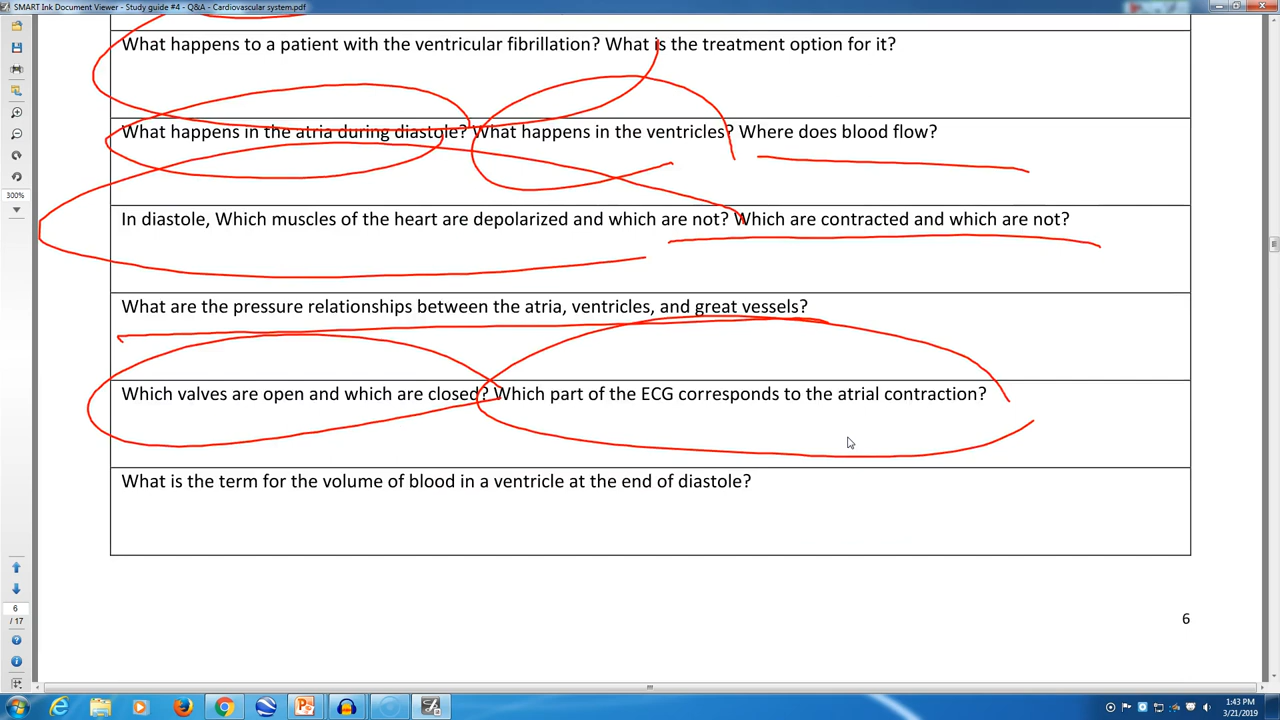 SMART Ink Document Viewer - Study guide #4 - Q&A - Cardiovascular system.pdf
What happens to a patient with the ventricular fibrillation? What is the treatment option for it?
What happens in the atria during diastole? What happens in the ventricles? Where does blood flow?
300%
In diastole, Which muscles of the heart are depolarized and which are not? Which are contracted and which are not?
What are the pressure relationships between the atria, ventricles, and great vessels?
Which valves are open and which are closed? Which part of the ECG corresponds to the atrial contraction?
What is the term for the volume of blood in a ventricle at the end of diastole?
6
/ 17
6
1:43 PM
3/21/2019